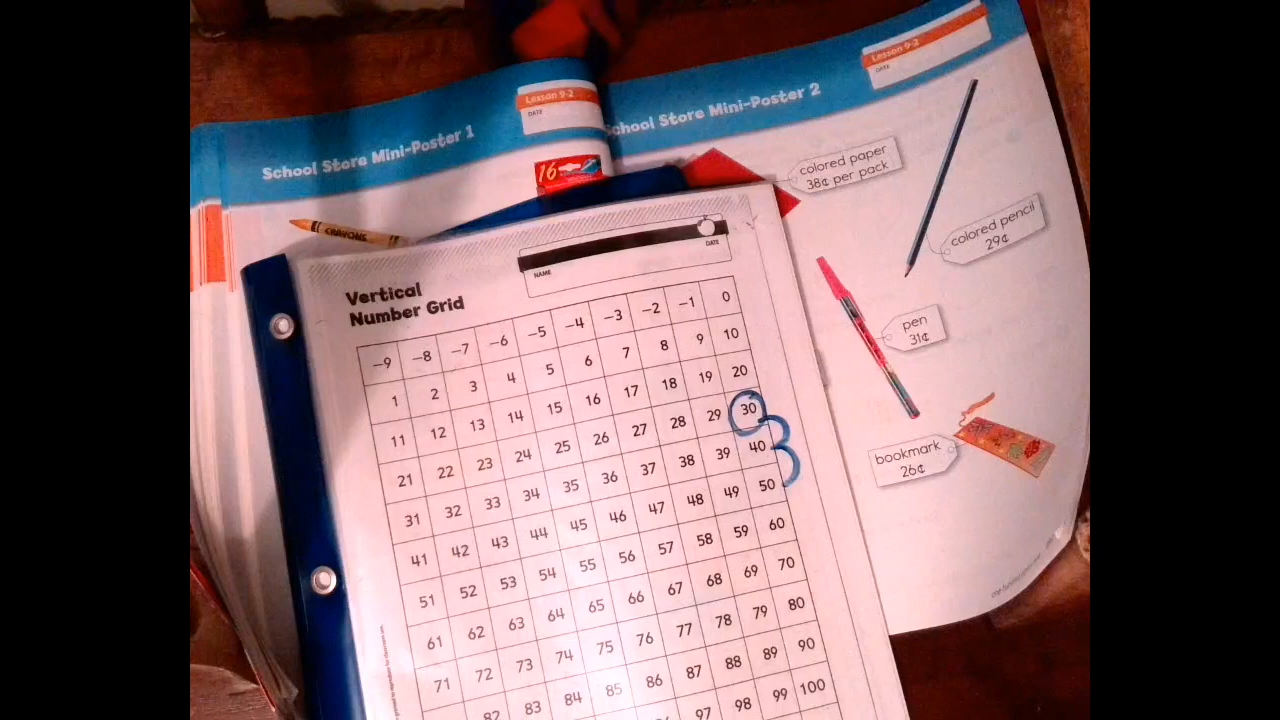 School Store Mini-Poster 1
Lesson 9-2
DATE
16
CRAYONS
School Store Mini-Poster 2
Lesson 9-2
DATE
colored paper
38¢ per pack
colored pencil
29¢
pen
31¢
bookmark
26¢
NAME
DATE
Vertical
Number Grid
−9 −8 −7 −6 −5 −4 −3 −2 −1 0
1 2 3 4 5 6 7 8 9 10
11 12 13 14 15 16 17 18 19 20
21 22 23 24 25 26 27 28 29 30
31 32 33 34 35 36 37 38 39 40
41 42 43 44 45 46 47 48 49 50
51 52 53 54 55 56 57 58 59 60
61 62 63 64 65 66 67 68 69 70
71 72 73 74 75 76 77 78 79 80
82 83 84 85 86 87 88 89 90
97 98 99 100